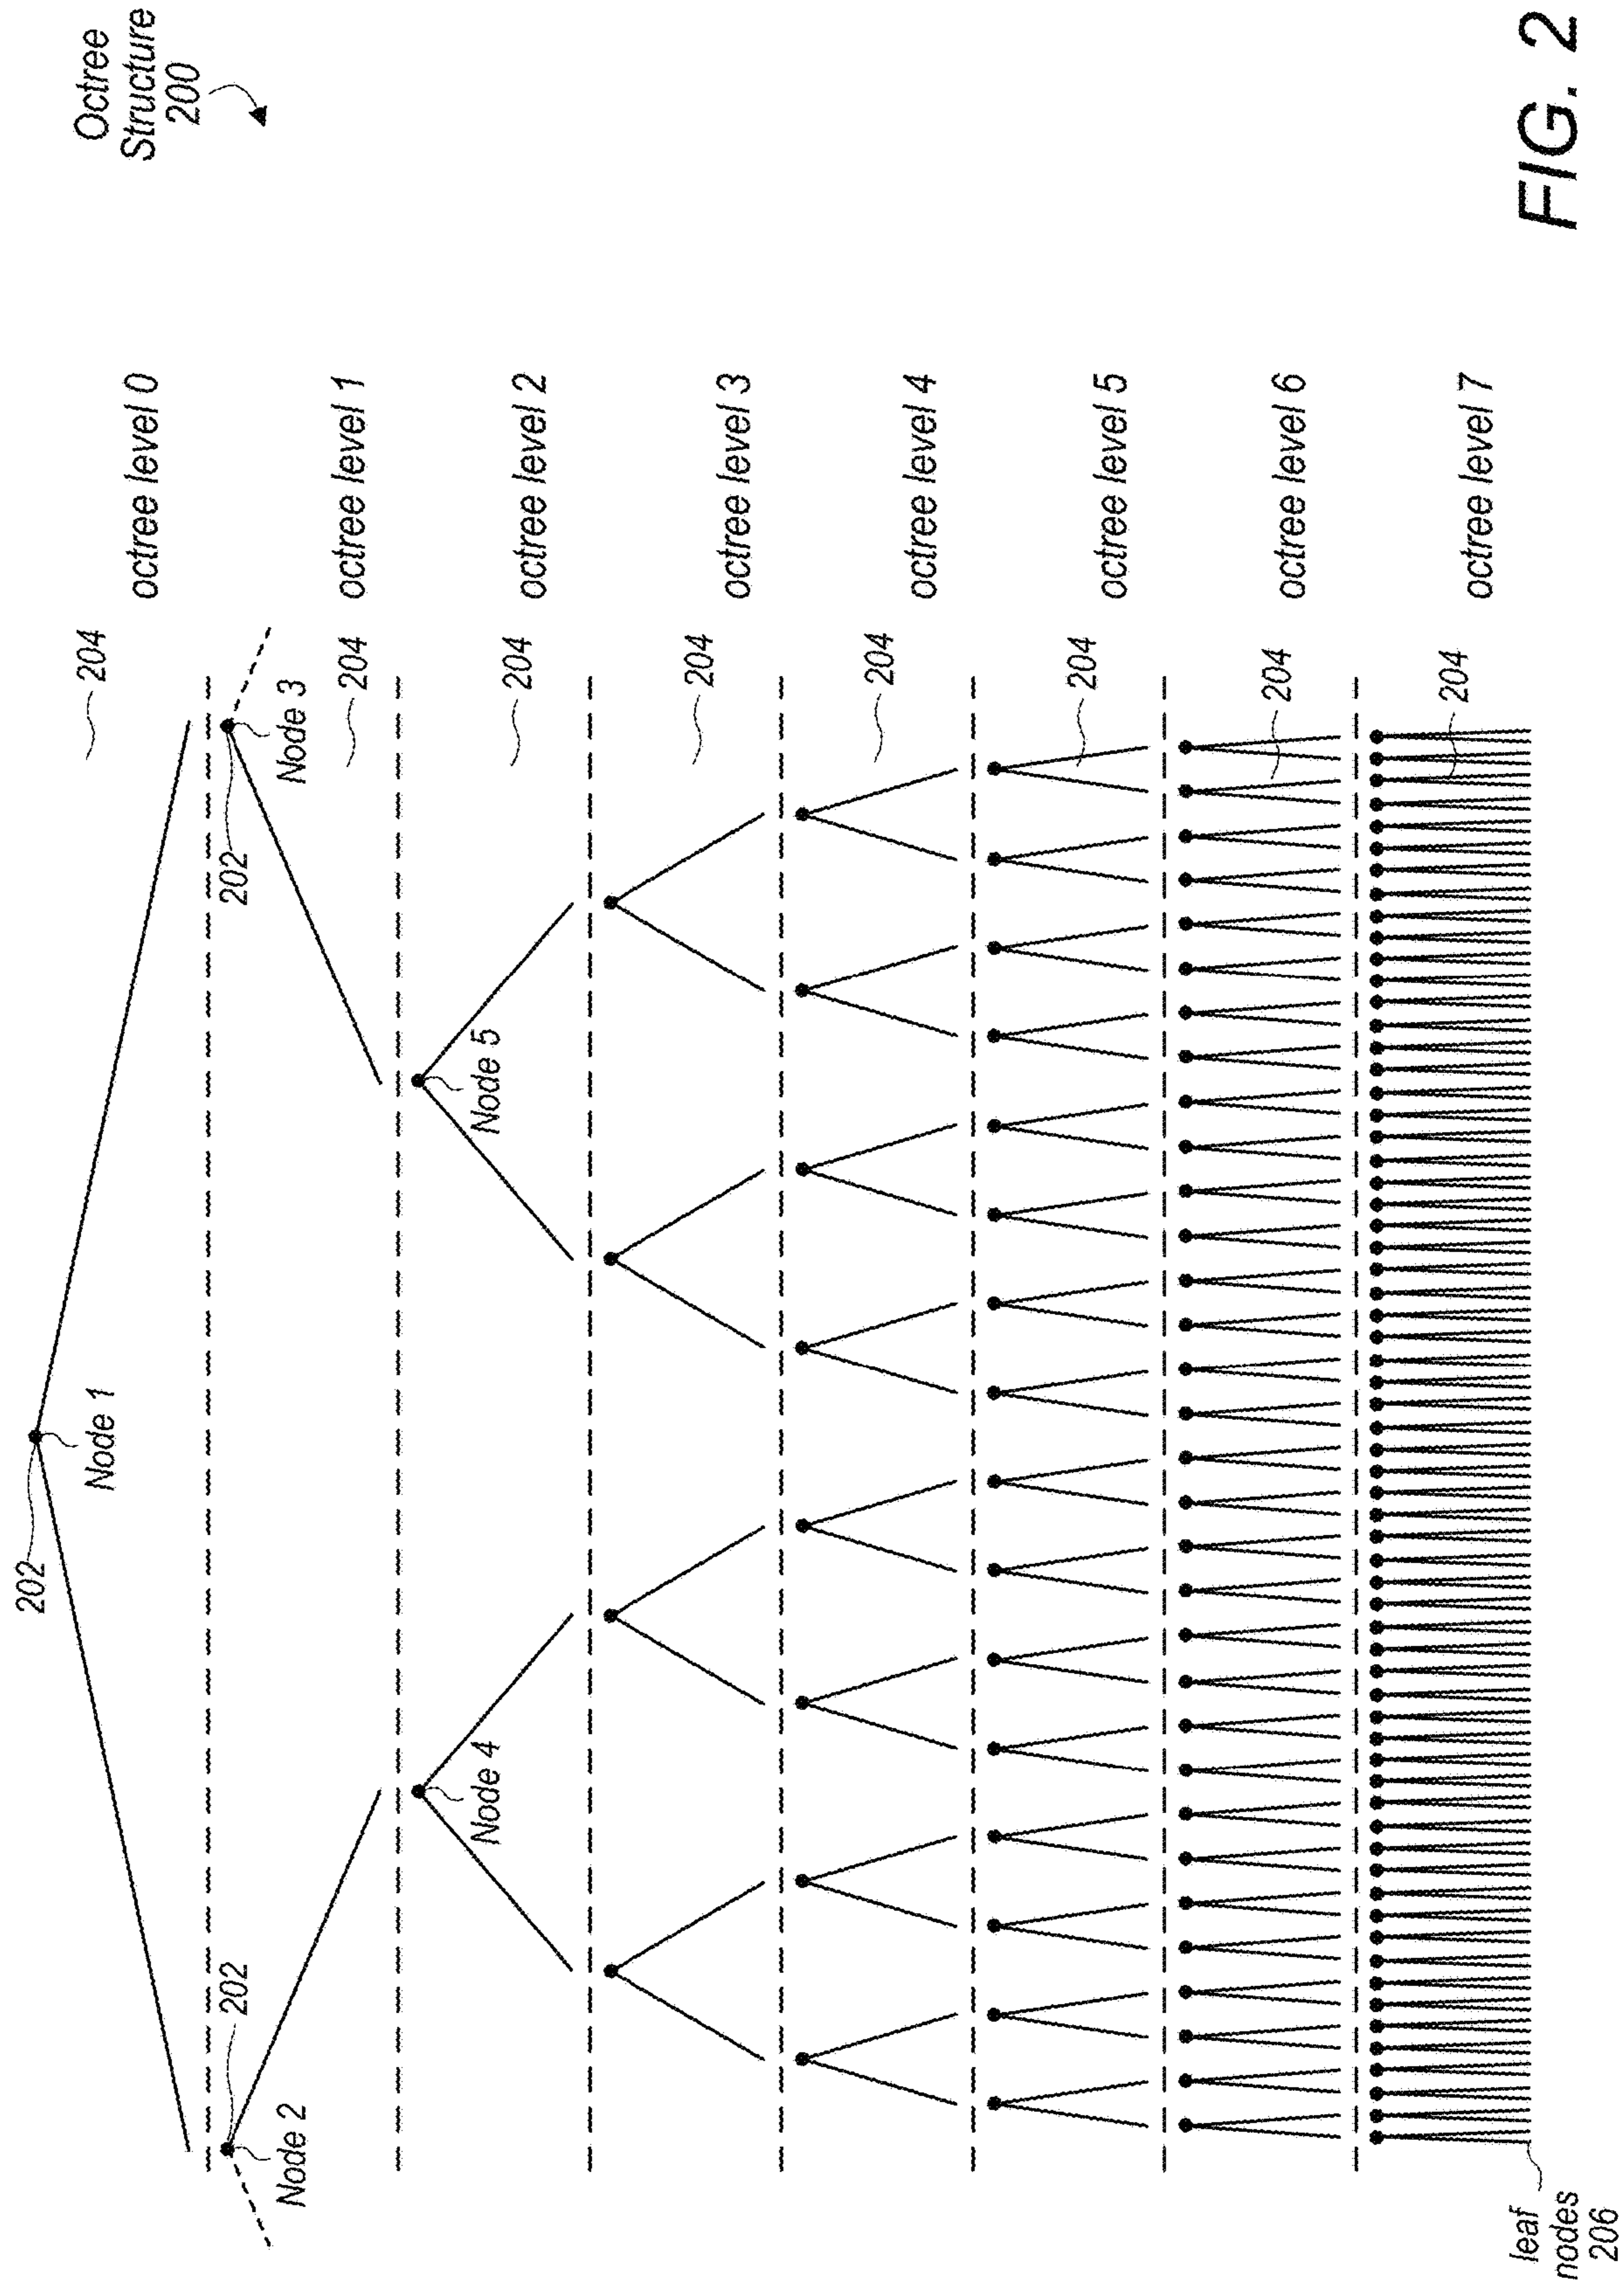 Octree
Structure
200
204
octree level 0
202
Node 1
202
Node 2
202
Node 3
204
octree level 1
Node 4
Node 5
204
octree level 2
204
octree level 3
204
octree level 4
204
octree level 5
204
octree level 6
204
octree level 7
leaf
nodes
206
FIG. 2